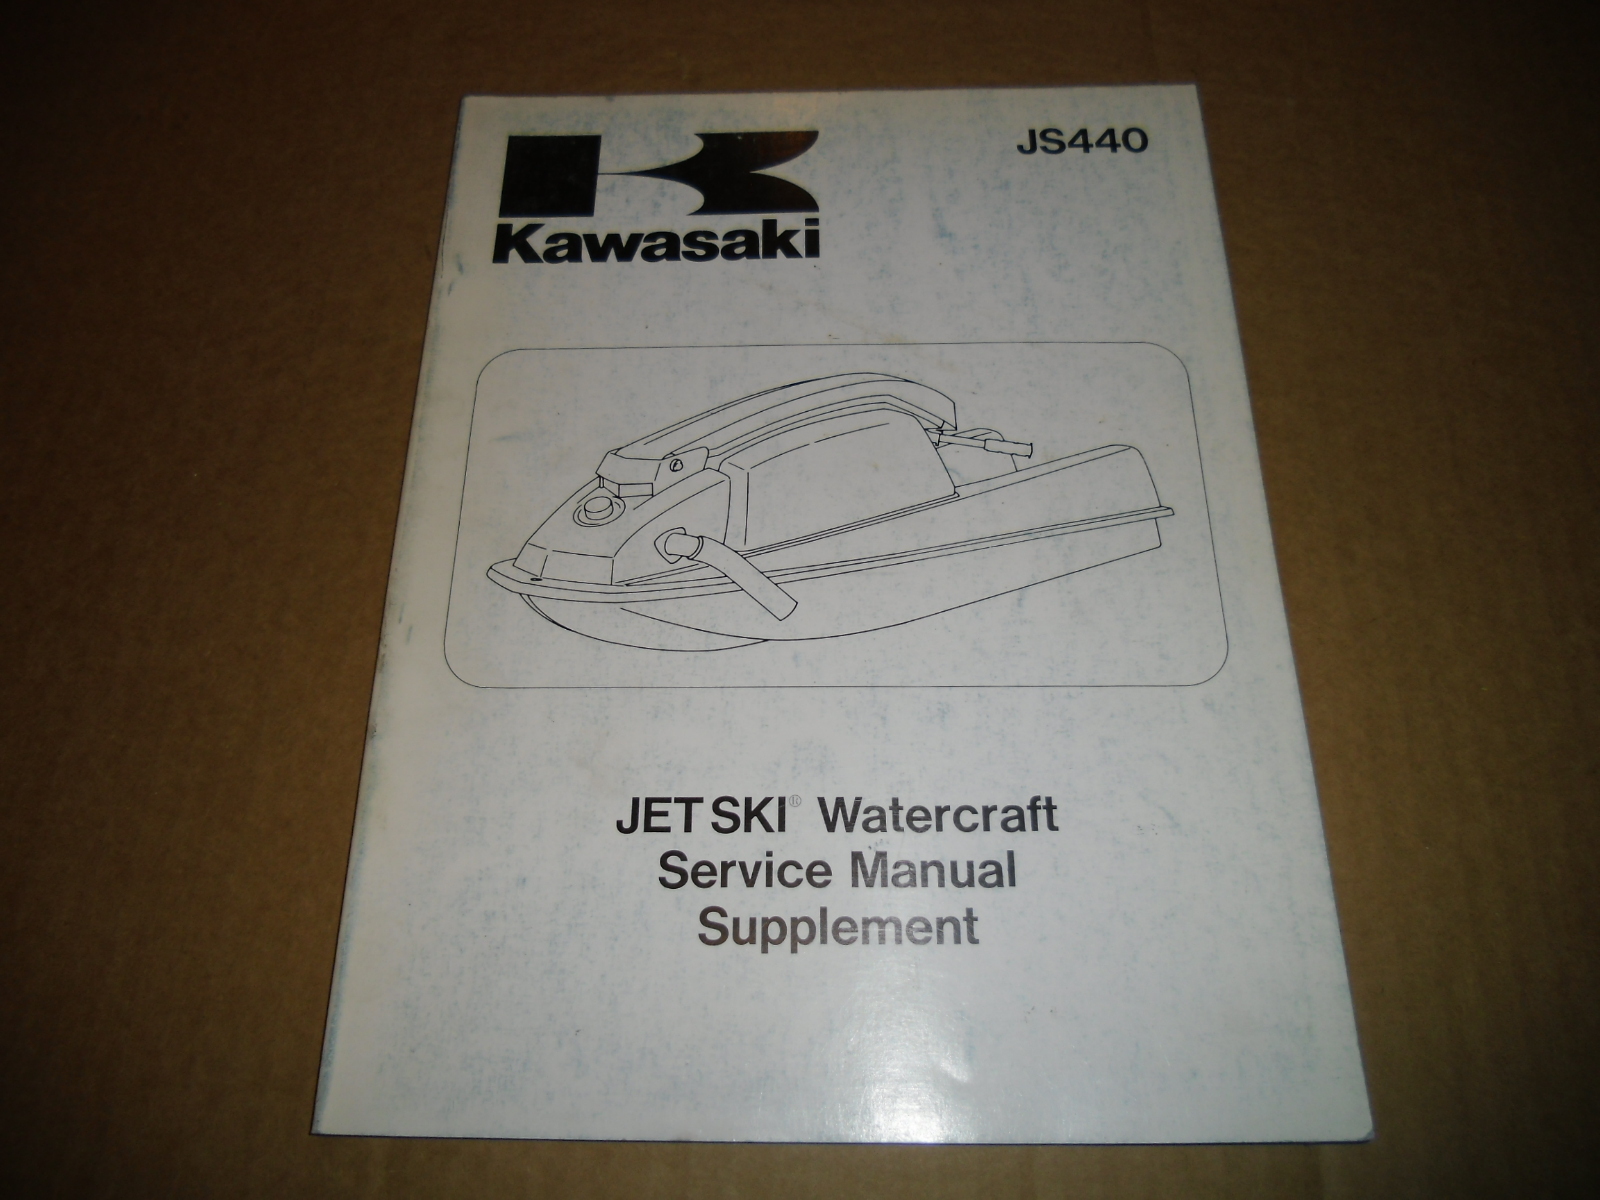 JS440
Kawasaki
JET SKI® Watercraft
Service Manual
Supplement